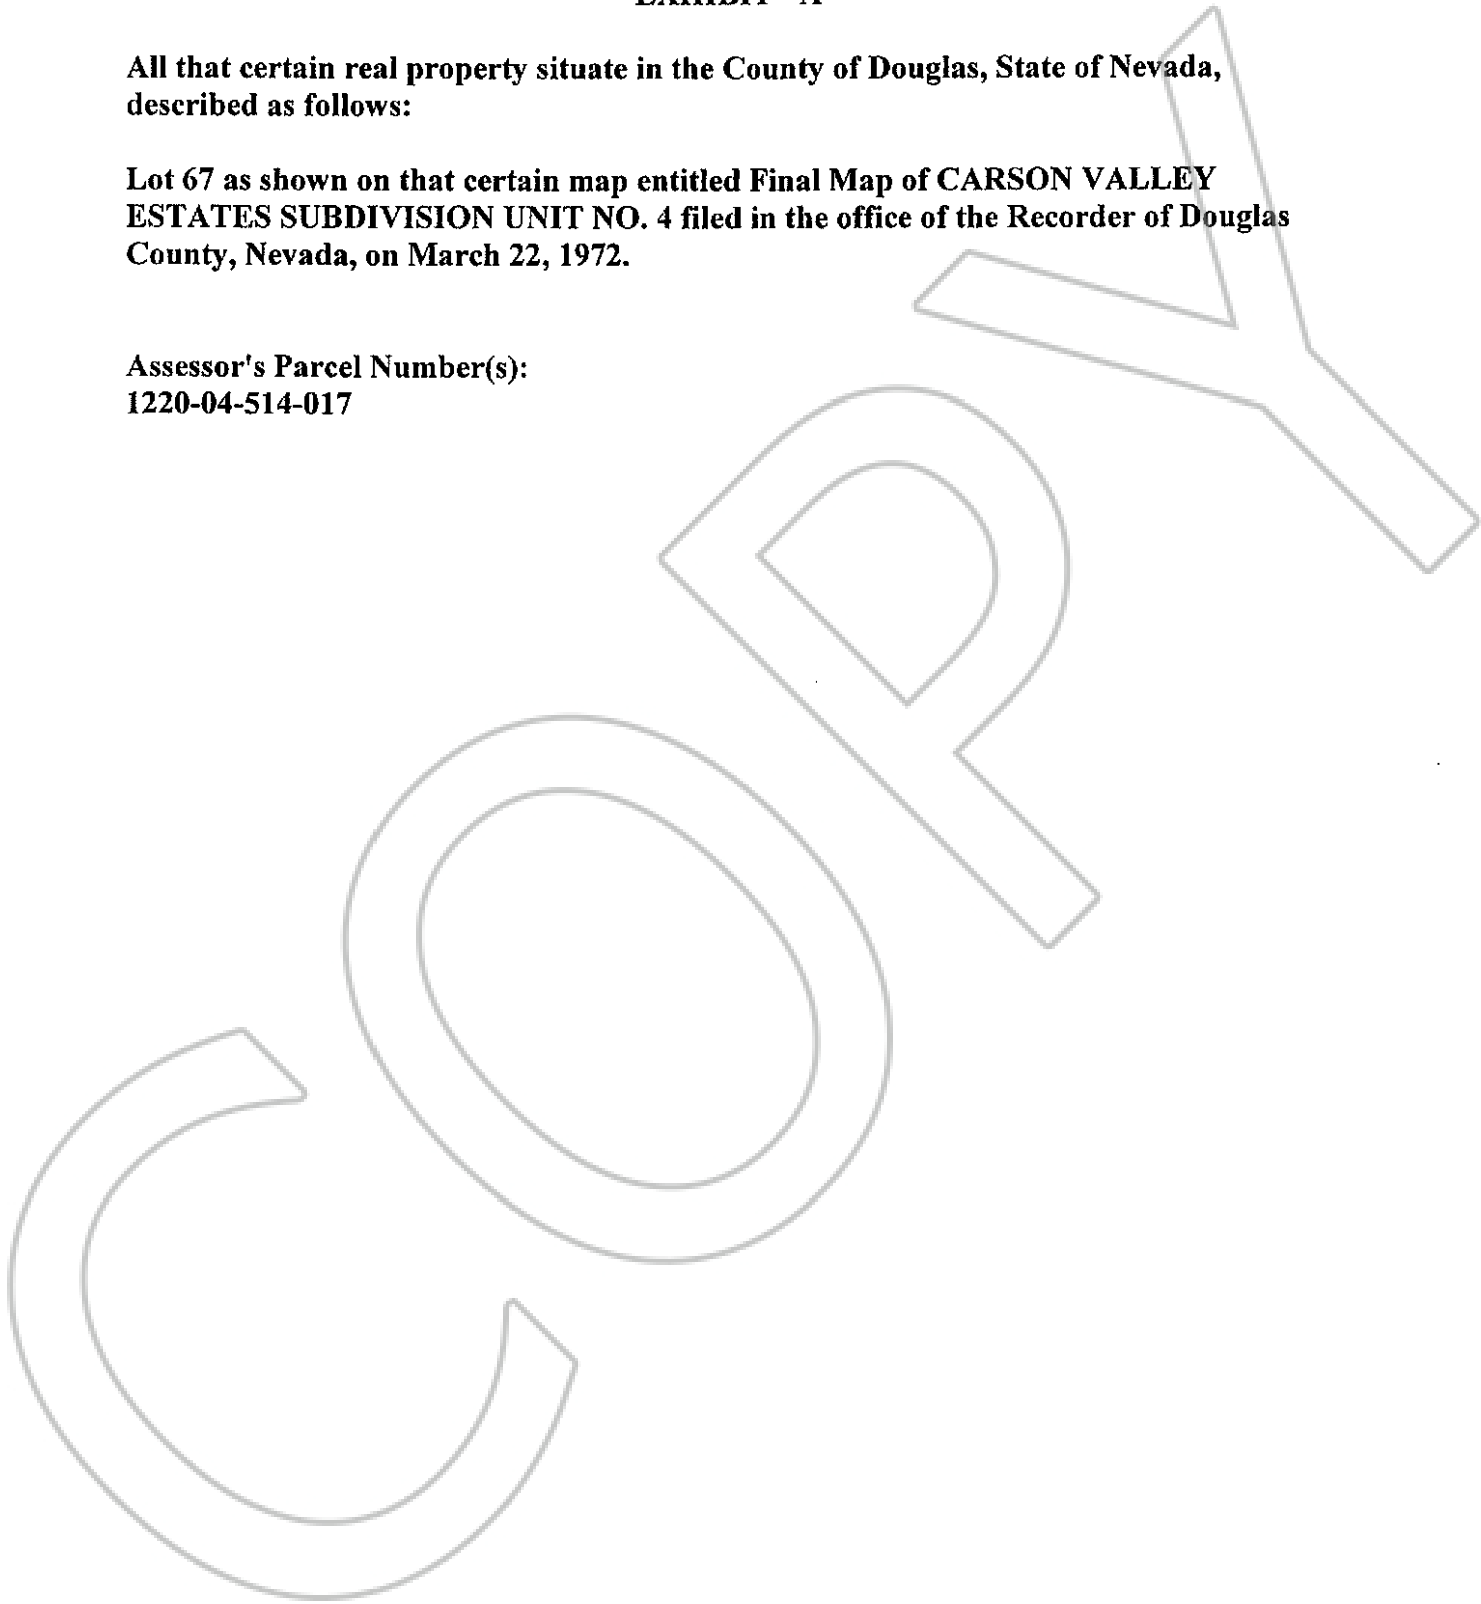 EXHIBIT "A"
All that certain real property situate in the County of Douglas, State of Nevada,
described as follows:
Lot 67 as shown on that certain map entitled Final Map of CARSON VALLEY
ESTATES SUBDIVISION UNIT NO. 4 filed in the office of the Recorder of Douglas
County, Nevada, on March 22, 1972.
Assessor's Parcel Number(s):
1220-04-514-017
COPY